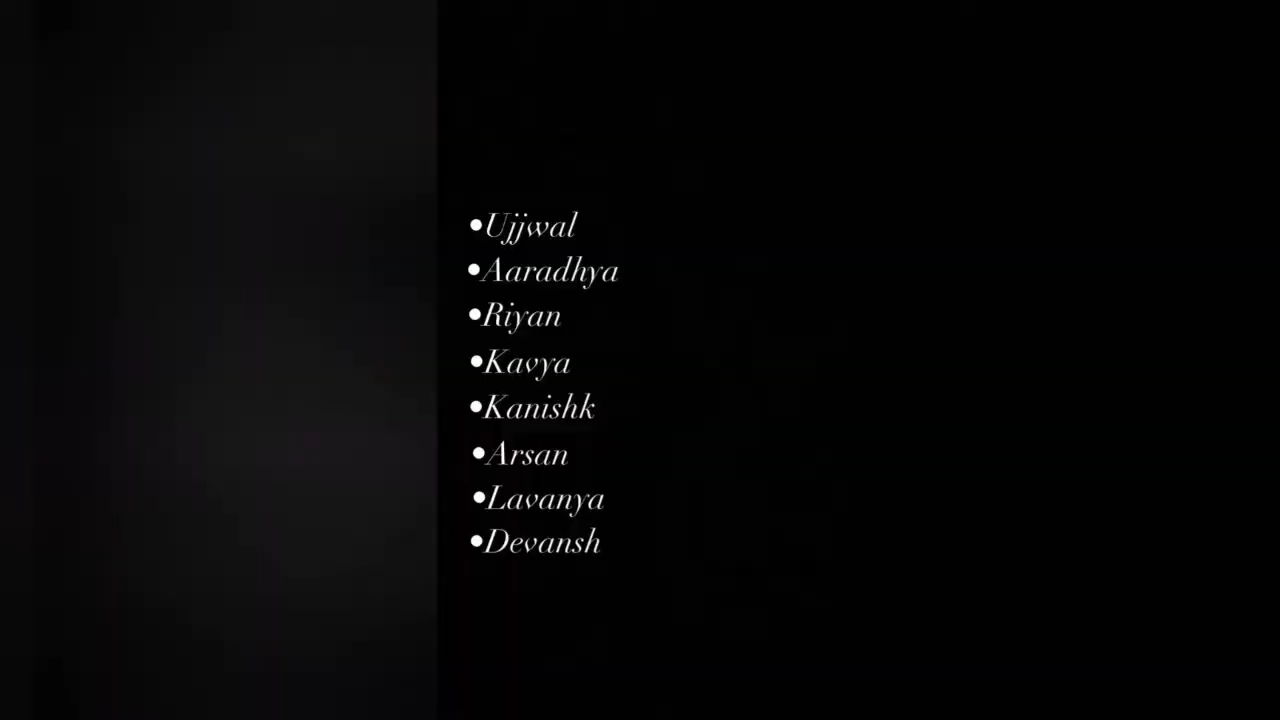 •Ujjwal
•Aaradhya
•Riyan
•Kavya
•Kanishk
•Arsan
•Lavanya
•Devansh